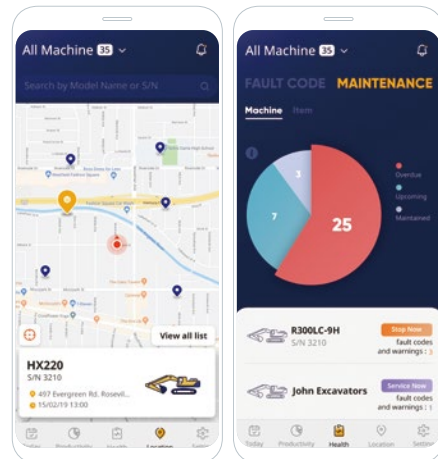 All Machine 35
Search by Model Name or S/N
View all list
HX220
S/N 3210
497 Evergreen Rd. Rosevil...
15/02/19 13:00
Productivity
Health
Location
All Machine 35
FAULT CODE MAINTENANCE
Machine Item
3
7
25
Overdue
Upcoming
Maintained
R300LC-9H
S/N 3210
Stop Now
fault codes
and warnings : 3
John Excavators
Service Now
fault codes
and warnings : 1
Today
Productivity
Health
Location